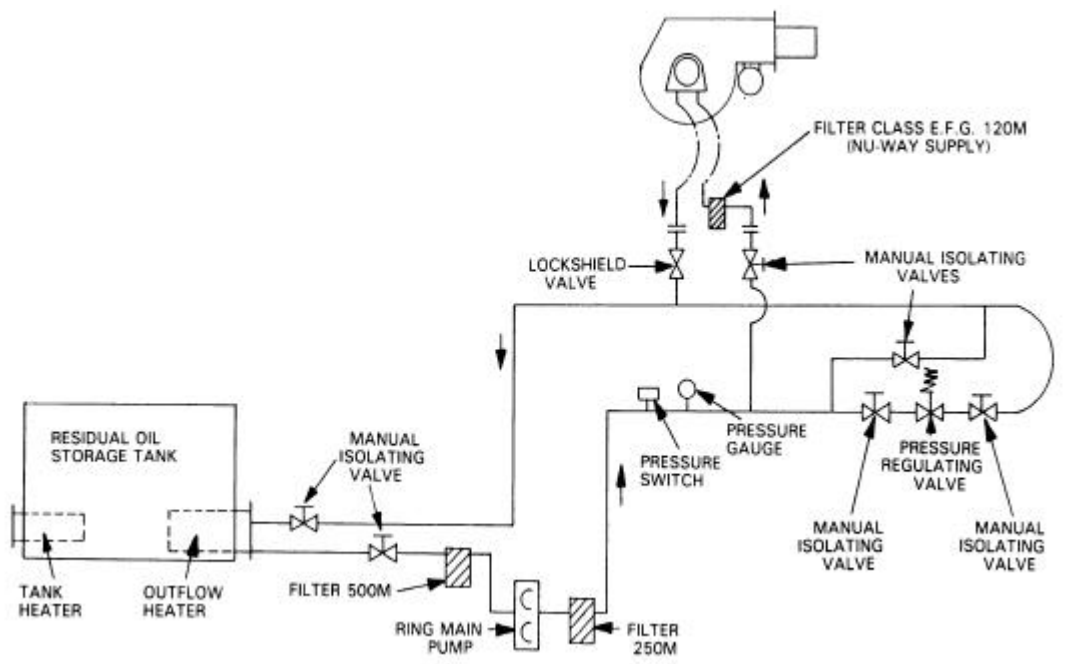 FILTER CLASS E.F.G. 120M
(NU-WAY SUPPLY)
LOCKSHIELD
VALVE
MANUAL ISOLATING
VALVES
RESIDUAL OIL
STORAGE TANK
MANUAL
ISOLATING
VALVE
PRESSURE
SWITCH
PRESSURE
GAUGE
PRESSURE
REGULATING
VALVE
MANUAL
ISOLATING
VALVE
MANUAL
ISOLATING
VALVE
TANK
HEATER
OUTFLOW
HEATER
FILTER 500M
RING MAIN
PUMP
FILTER
250M